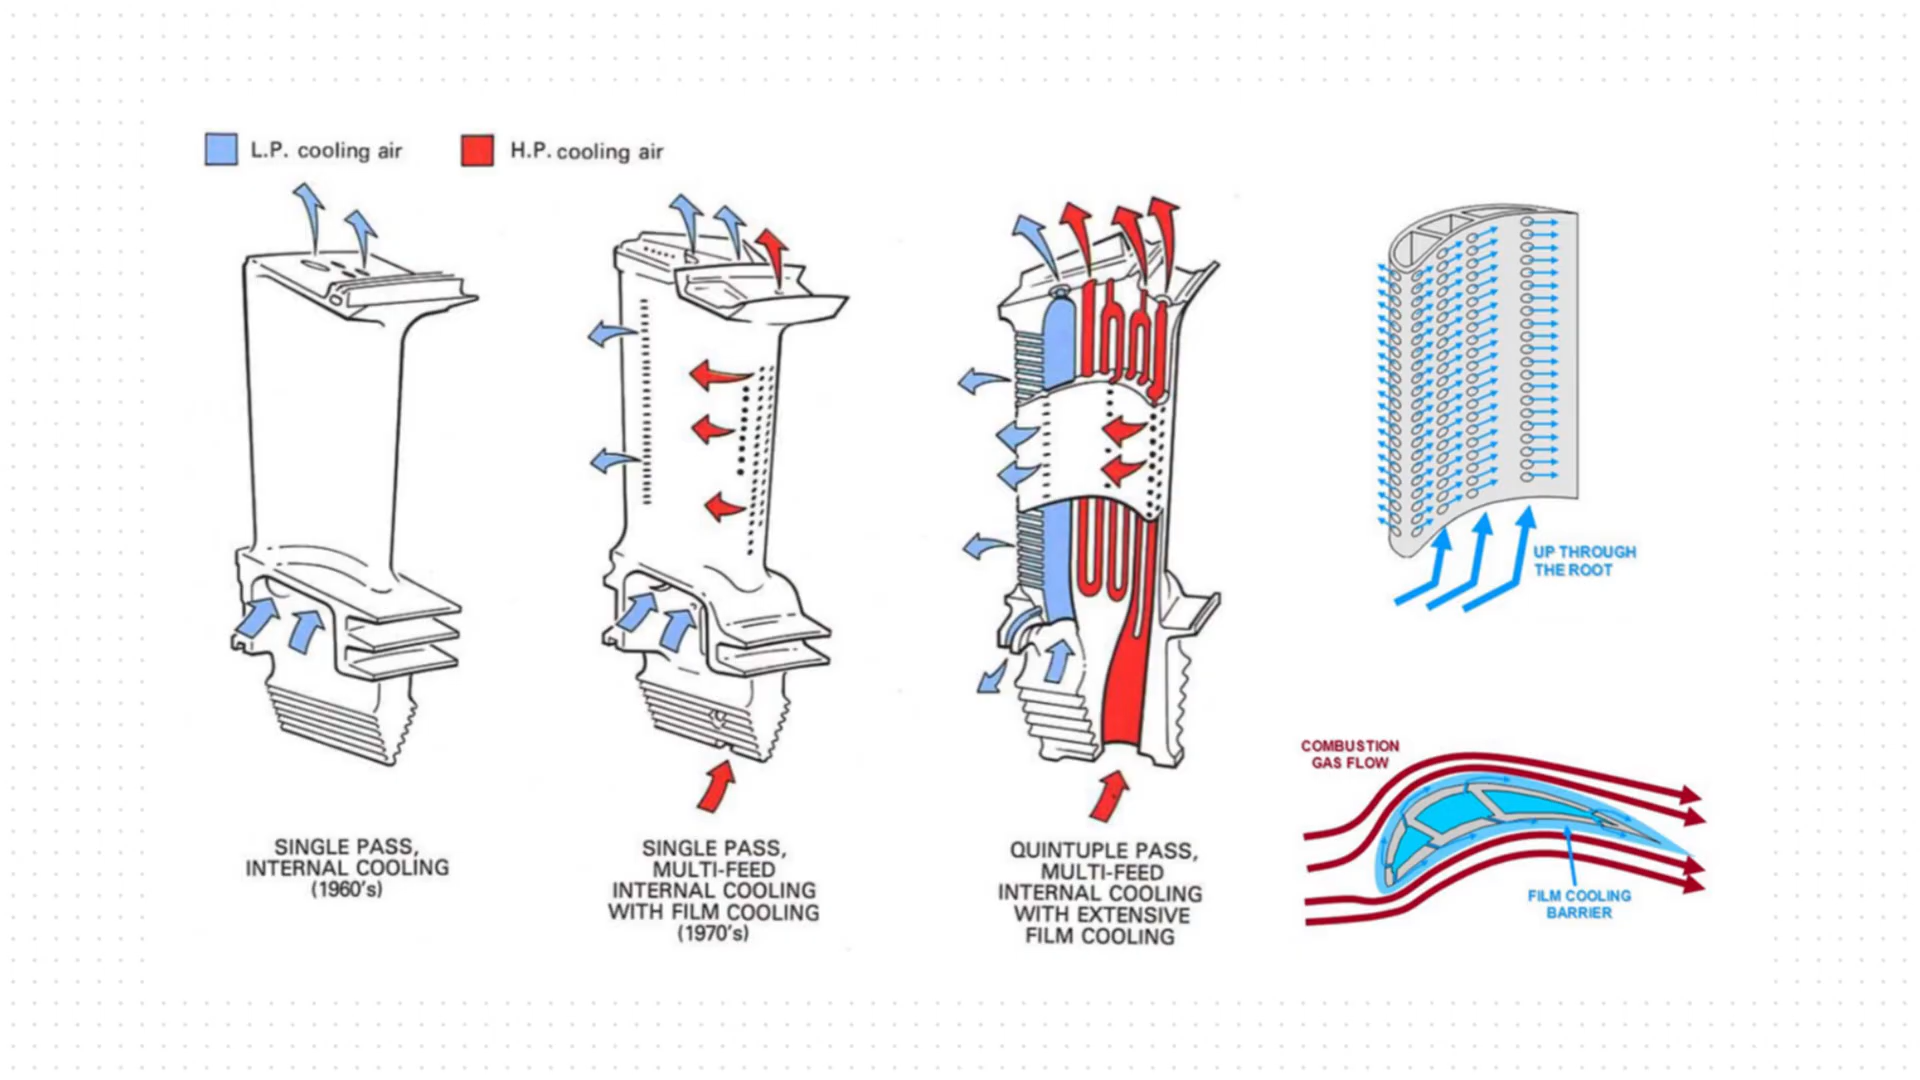 L.P. cooling air
H.P. cooling air
SINGLE PASS,
INTERNAL COOLING
(1960's)
SINGLE PASS,
MULTI-FEED
INTERNAL COOLING
WITH FILM COOLING
(1970's)
QUINTUPLE PASS,
MULTI-FEED
INTERNAL COOLING
WITH EXTENSIVE
FILM COOLING
UP THROUGH
THE ROOT
COMBUSTION
GAS FLOW
FILM COOLING
BARRIER